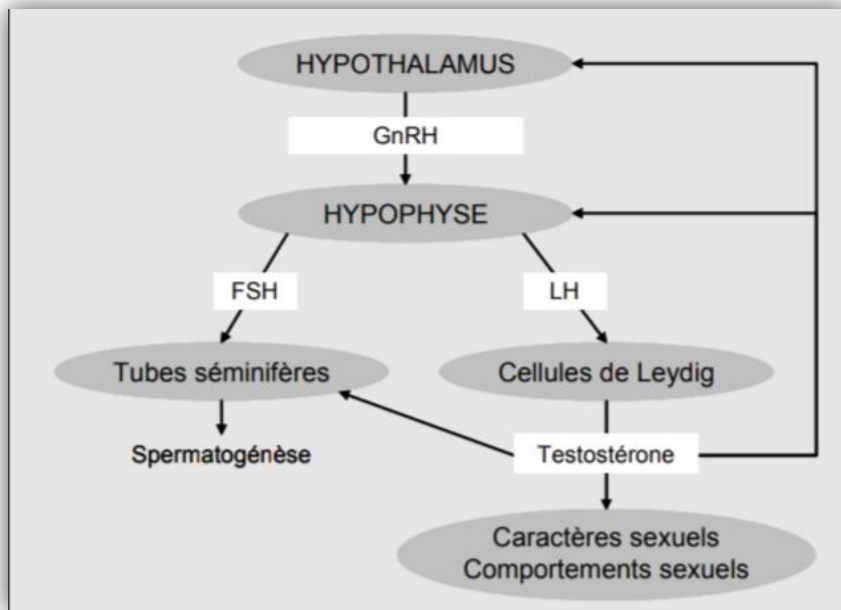 HYPOTHALAMUS
GnRH
HYPOPHYSE
FSH
LH
Tubes séminifères
Cellules de Leydig
Spermatogénèse
Testostérone
Caractères sexuels
Comportements sexuels